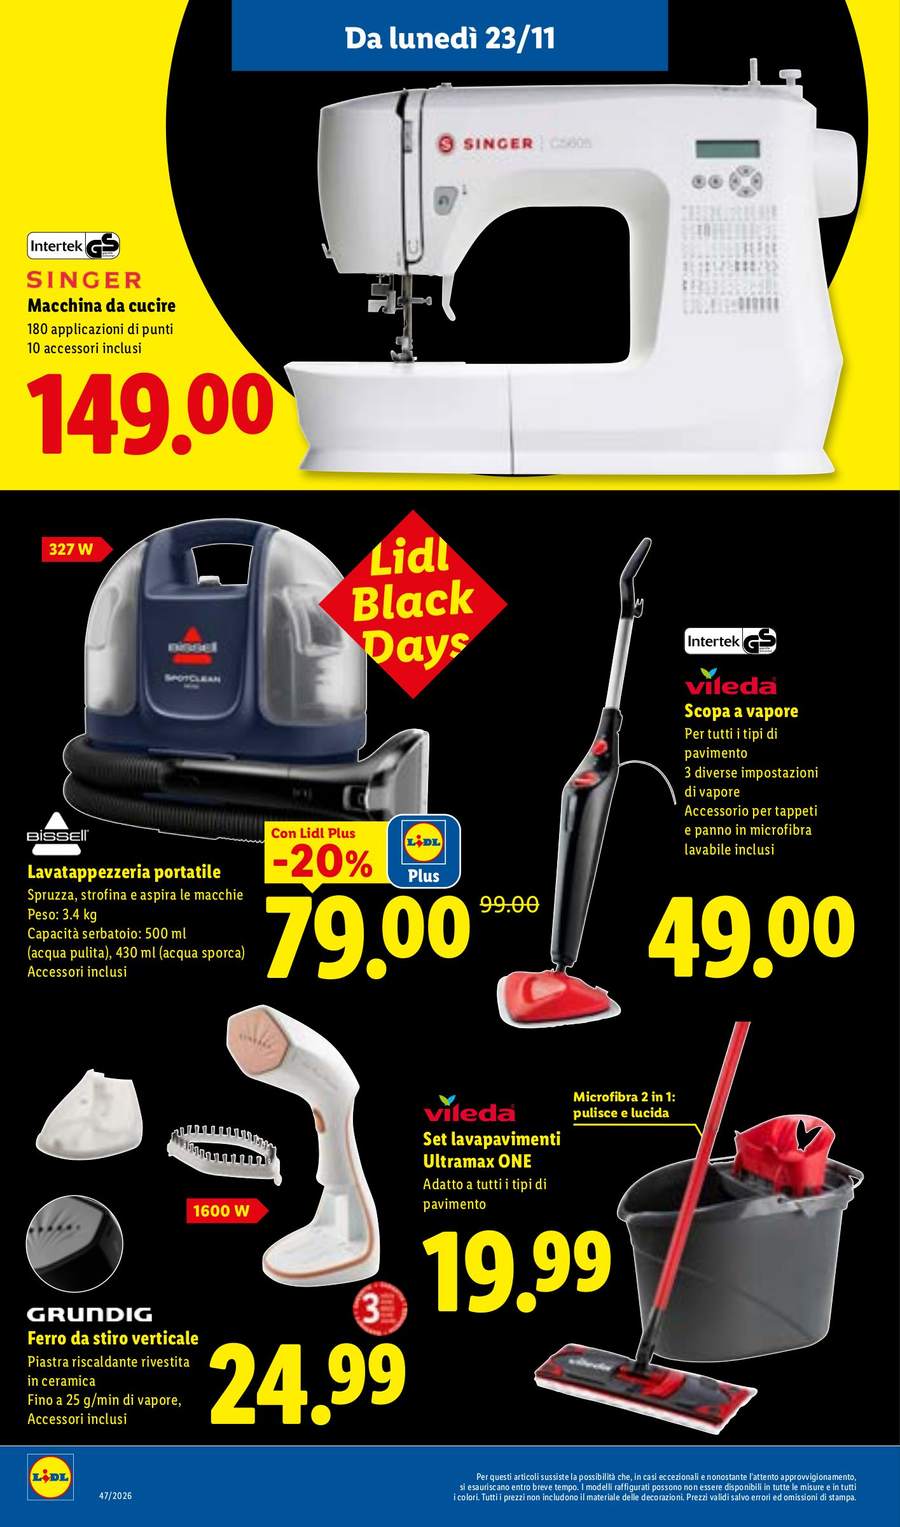 Da lunedì 23/11
SINGER C5605
Intertek GS
SINGER
Macchina da cucire
180 applicazioni di punti
10 accessori inclusi
149.00
327 W
Lidl
Black
Days
BISSELL
SPOTCLEAN
BISSELL
Lavatappezzeria portatile
Spruzza, strofina e aspira le macchie
Peso: 3.4 kg
Capacità serbatoio: 500 ml
(acqua pulita), 430 ml (acqua sporca)
Accessori inclusi
Con Lidl Plus
-20%
LIDL
Plus
79.00
99.00
Intertek GS
vileda
Scopa a vapore
Per tutti i tipi di
pavimento
3 diverse impostazioni
di vapore
Accessorio per tappeti
e panno in microfibra
lavabile inclusi
49.00
1600 W
GRUNDIG
Ferro da stiro verticale
Piastra riscaldante rivestita
in ceramica
Fino a 25 g/min di vapore,
Accessori inclusi
3
24.99
vileda
Set lavapavimenti
Ultramax ONE
Adatto a tutti i tipi di
pavimento
Microfibra 2 in 1:
pulisce e lucida
19.99
LIDL
47/2026
Per questi articoli sussiste la possibilità che, in casi eccezionali e nonostante l'attento approvvigionamento,
si esauriscano entro breve tempo. I modelli raffigurati possono non essere disponibili in tutte le misure e in tutti
i colori. Tutti i prezzi non includono il materiale delle decorazioni. Prezzi validi salvo errori ed omissioni di stampa.